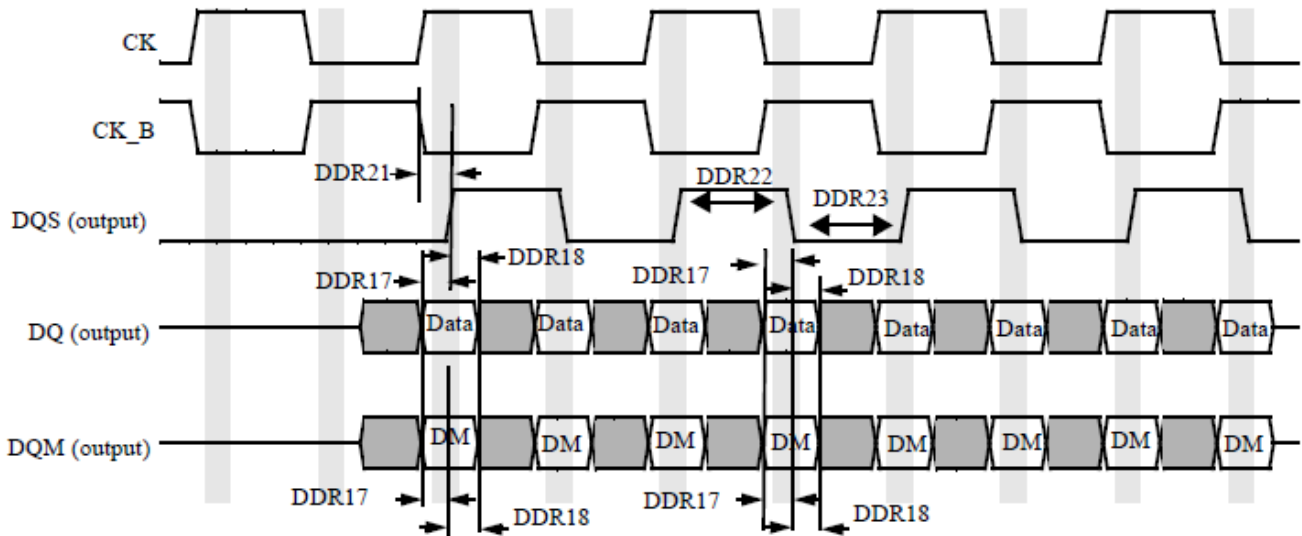 CK
CK_B
DDR21
DDR22
DDR23
DQS (output)
DDR17
DDR18
DDR17
DDR18
DQ (output)
Data Data Data Data Data Data Data Data
DQM (output)
DM DM DM DM DM DM DM DM
DDR17
DDR18
DDR17
DDR18